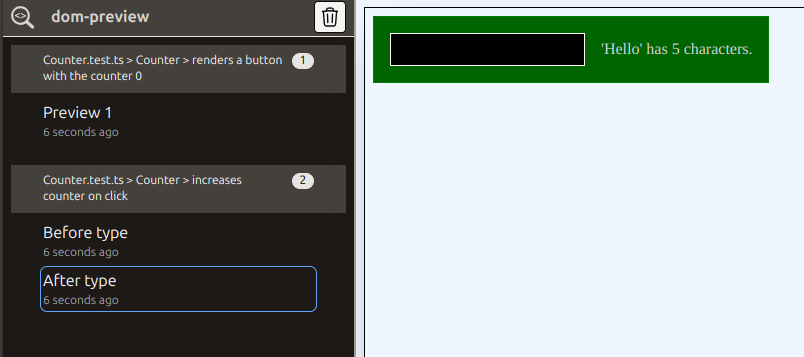 dom-preview
Counter.test.ts > Counter > renders a button
with the counter 0
1
Preview 1
6 seconds ago
Counter.test.ts > Counter > increases
counter on click
2
Before type
6 seconds ago
After type
6 seconds ago
'Hello' has 5 characters.